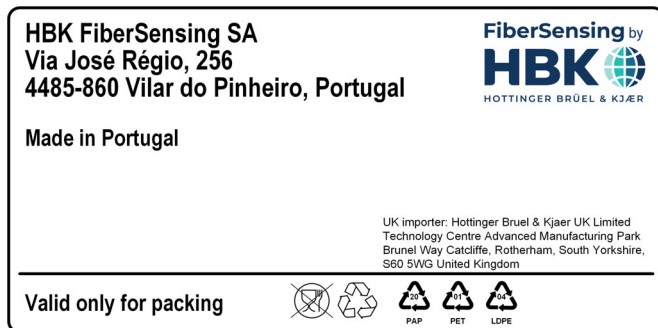 HBK FiberSensing SA
Via José Régio, 256
4485-860 Vilar do Pinheiro, Portugal
Made in Portugal
FiberSensing by
HBK
HOTTINGER BRÜEL & KJÆR
UK importer: Hottinger Bruel & Kjaer UK Limited
Technology Centre Advanced Manufacturing Park
Brunel Way Catcliffe, Rotherham, South Yorkshire,
S60 5WG United Kingdom
Valid only for packing
20 01 04
PAP PET LDPE